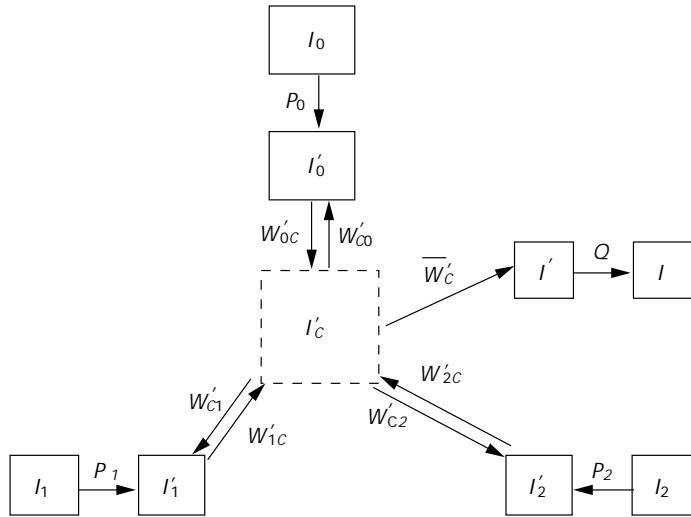 I₀
P₀
I′₀
W′₀C W′C₀
W̅′C I′ Q I
I′C
W′C₁ W′₂C
W′₁C W′C₂
I₁ P₁ I′₁ I′₂ P₂ I₂